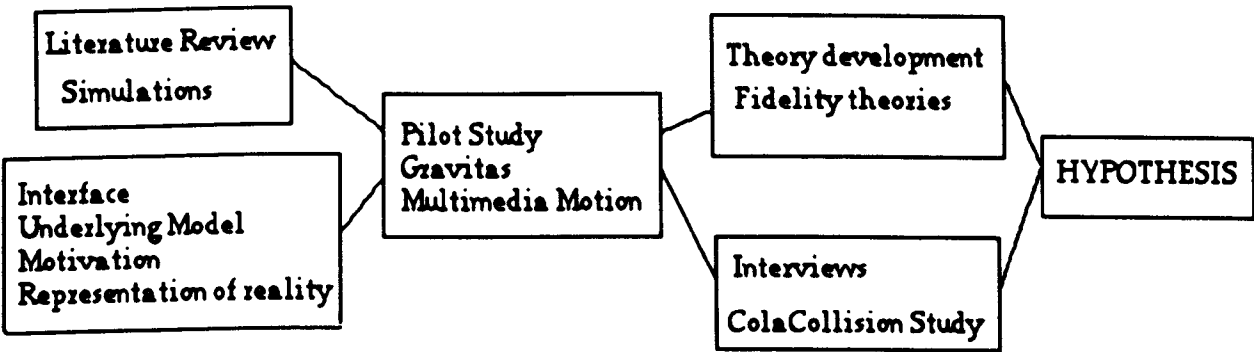 Literature Review
Simulations
Interface
Underlying Model
Motivation
Representation of reality
Pilot Study
Gravitas
Multimedia Motion
Theory development
Fidelity theories
Interviews
ColaCollision Study
HYPOTHESIS